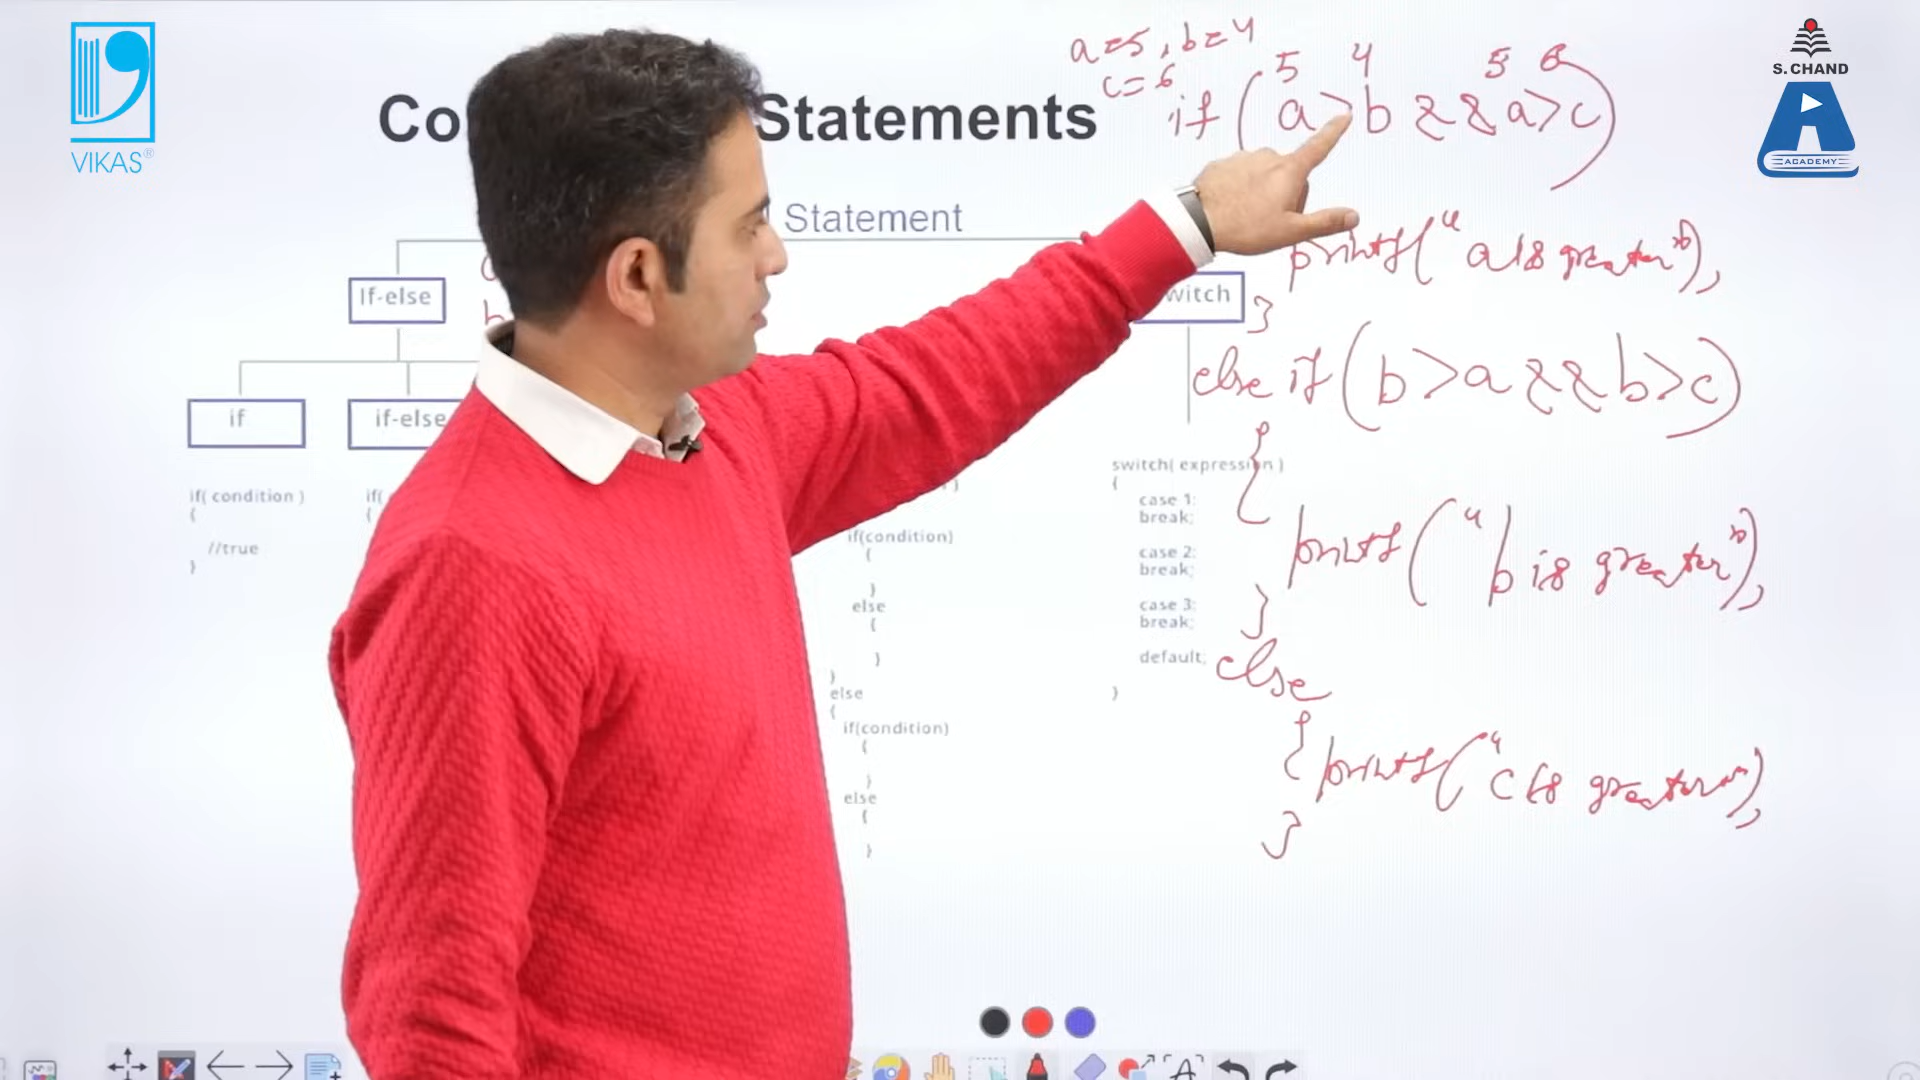 VIKAS®
S. CHAND
ACADEMY
Statements
Statement
If-else
if
if-else
if( condition )
{
//true
}
if(
{
if(condition)
{
}
else
{
}
}
else
{
if(condition)
{
}
else
{
}
witch
switch( expression )
{
case 1:
break;
case 2:
break;
case 3:
break;
default;
}
a=5, b=4
c=6
5 4 5 6
if (a>b && a>c)
printf("a is greater");
}
else if (b>a && b>c)
{
printf("b is greater");
}
else
{ printf("c is greater");
}